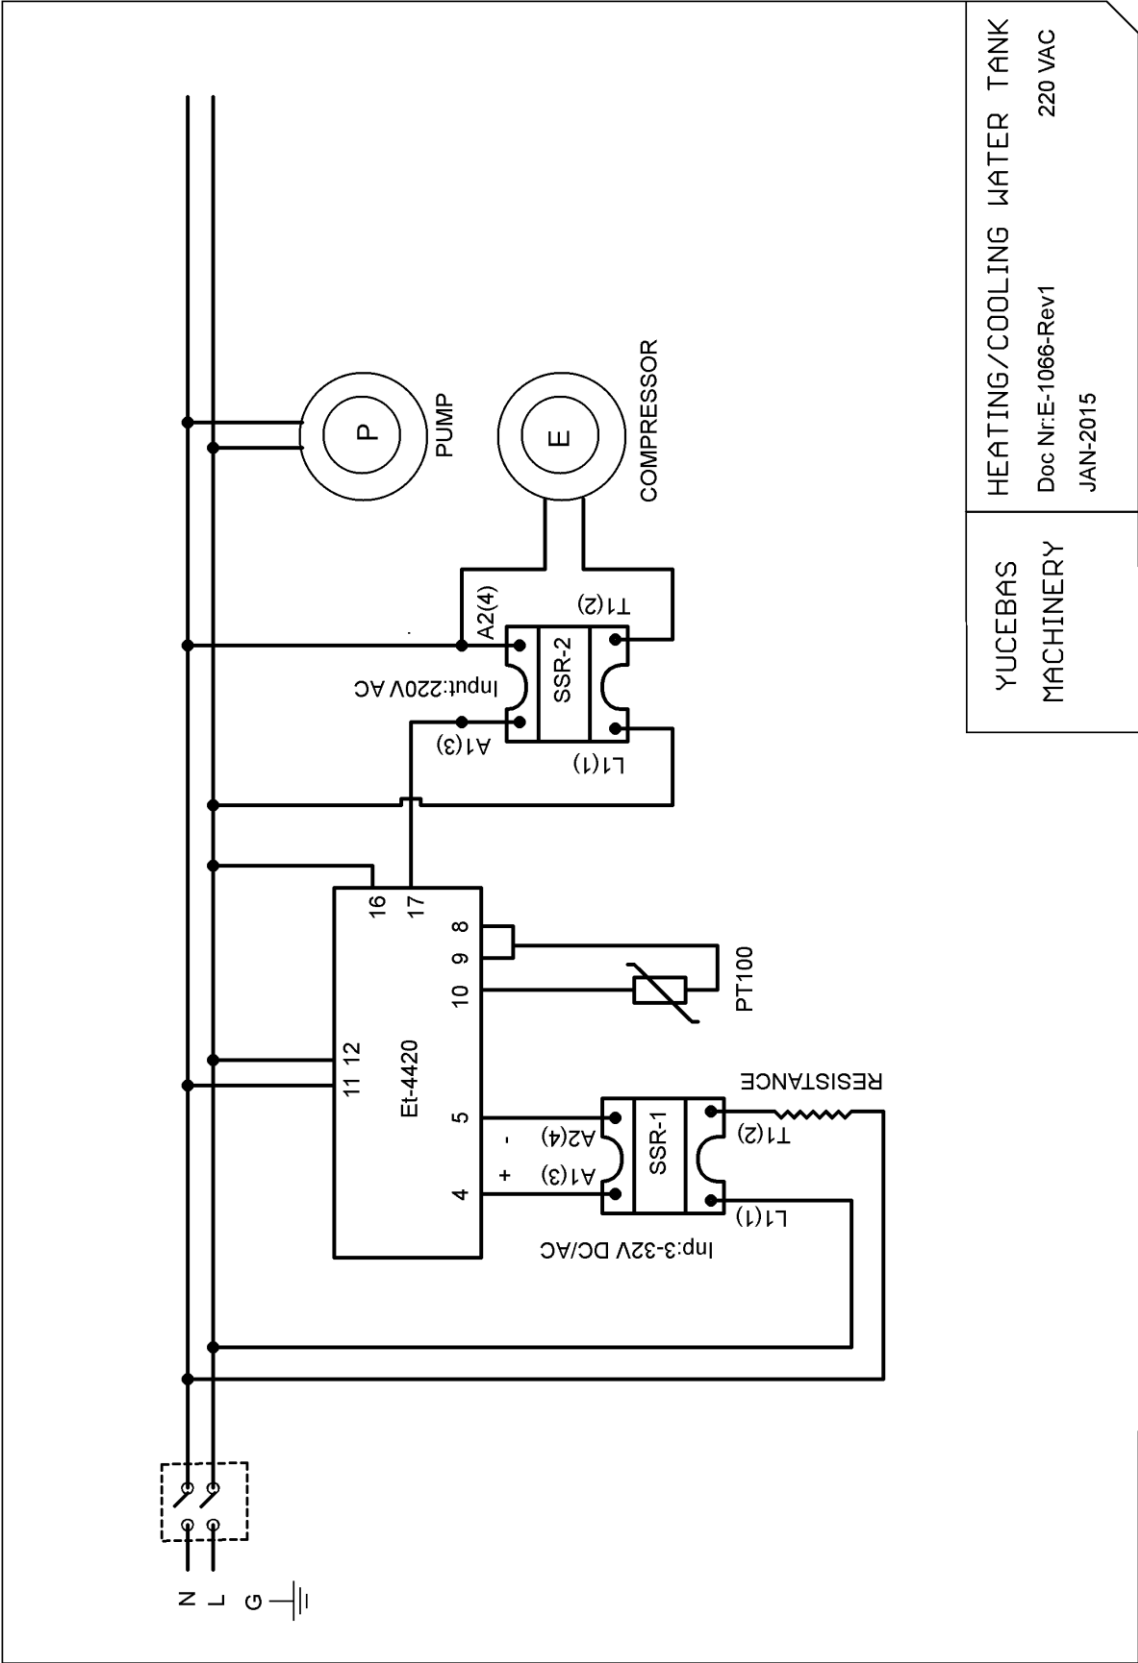 N
L
G
11 12
16
17
Et-4420
4
5
10
9
8
+
-
A1(3)
A2(4)
Inp:3-32V DC/AC
SSR-1
L1(1)
T1(2)
RESISTANCE
PT100
A1(3)
Input:220V AC
A2(4)
SSR-2
L1(1)
T1(2)
P
PUMP
E
COMPRESSOR
YUCEBAS
MACHINERY
HEATING/COOLING WATER TANK
Doc Nr:E-1066-Rev1 220 VAC
JAN-2015